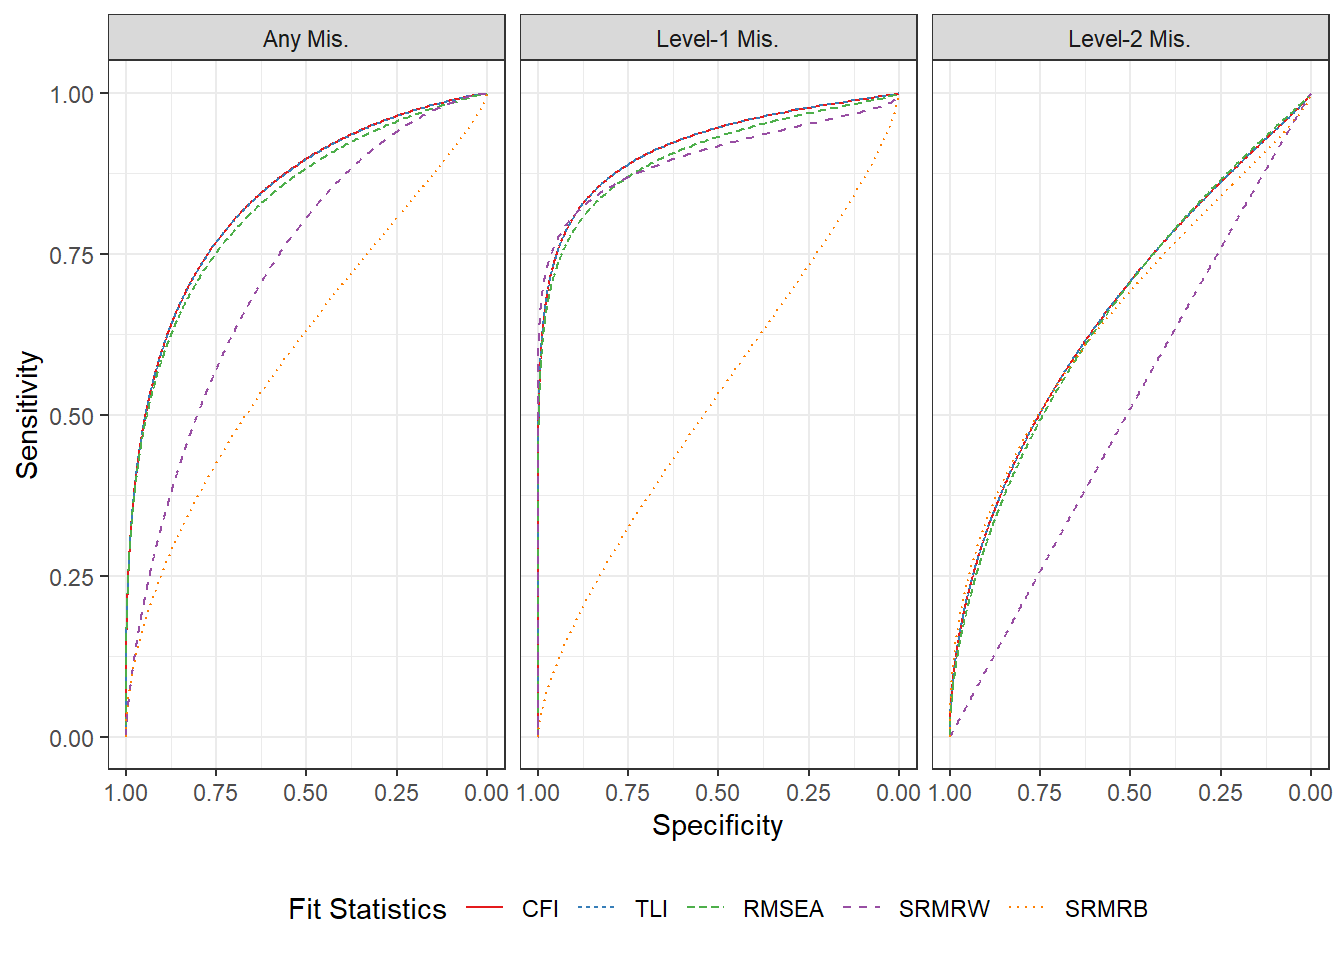 Any Mis. Level-1 Mis. Level-2 Mis.
1.00
0.75
0.50
0.25
0.00
Sensitivity
1.00 0.75 0.50 0.25 0.00 1.00 0.75 0.50 0.25 0.00 1.00 0.75 0.50 0.25 0.00
Specificity
Fit Statistics CFI TLI RMSEA SRMRW SRMRB